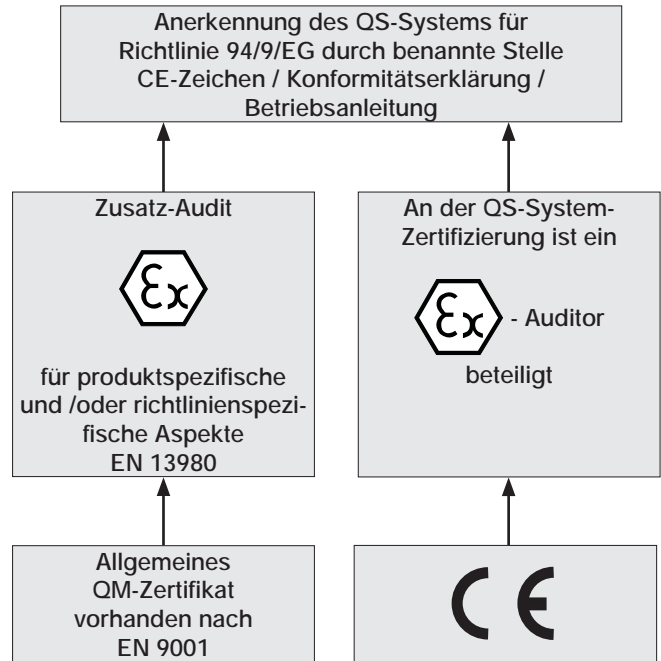 Anerkennung des QS-Systems für
Richtlinie 94/9/EG durch benannte Stelle
CE-Zeichen / Konformitätserklärung /
Betriebsanleitung
Zusatz-Audit
Ex
für produktspezifische
und /oder richtlinienspezi-
fische Aspekte
EN 13980
An der QS-System-
Zertifizierung ist ein
Ex - Auditor
beteiligt
Allgemeines
QM-Zertifikat
vorhanden nach
EN 9001
CE